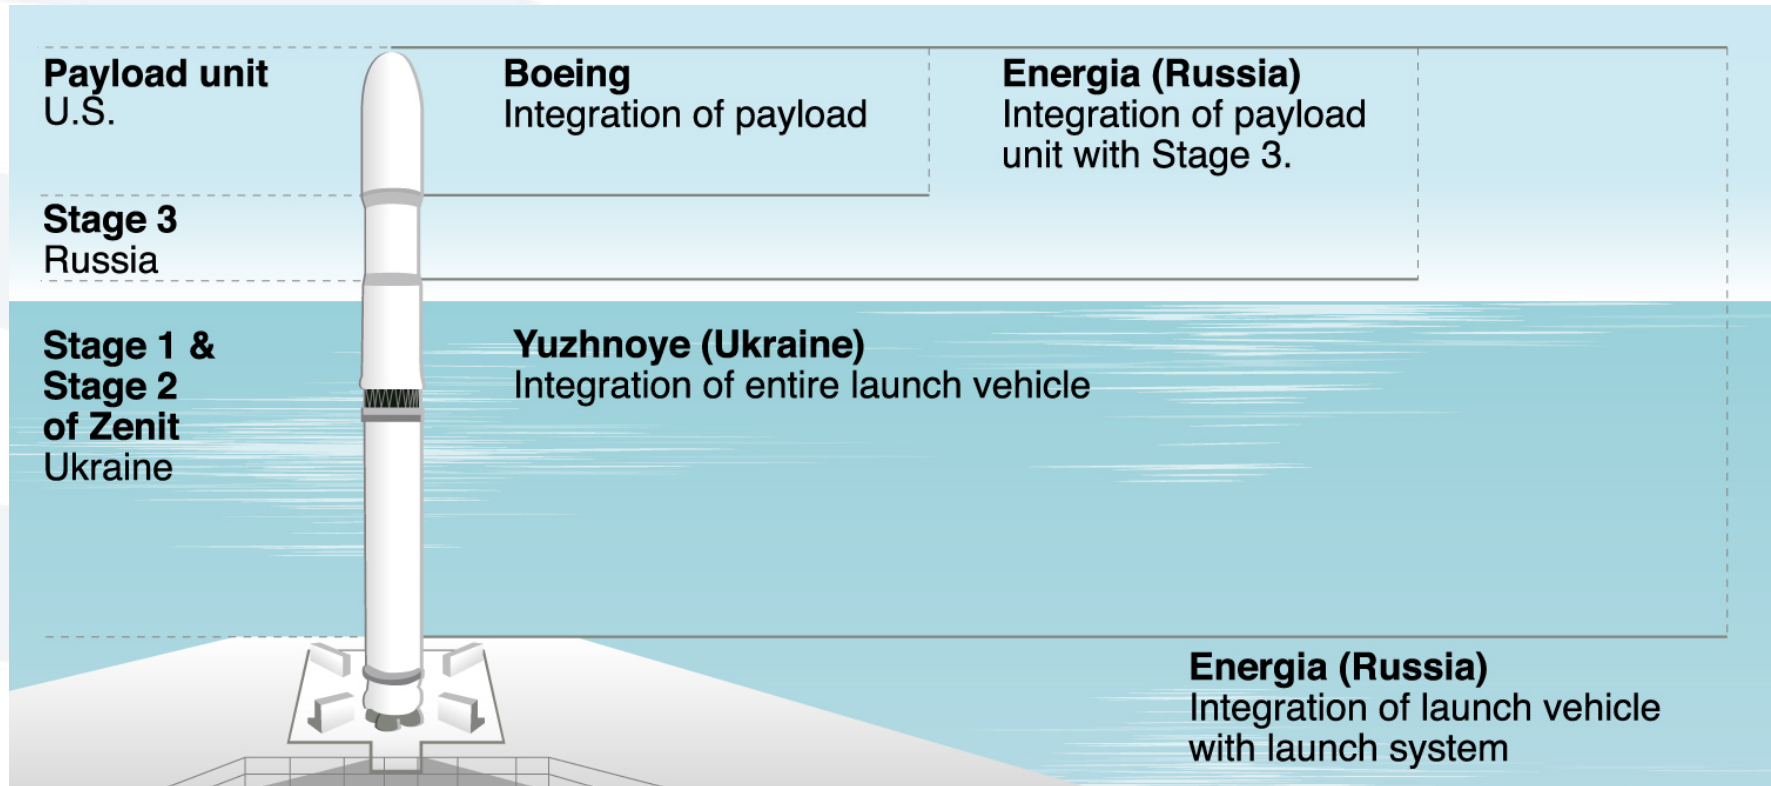 Payload unit
U.S.
Boeing
Integration of payload
Energia (Russia)
Integration of payload
unit with Stage 3.
Stage 3
Russia
Stage 1 &
Stage 2
of Zenit
Ukraine
Yuzhnoye (Ukraine)
Integration of entire launch vehicle
Energia (Russia)
Integration of launch vehicle
with launch system